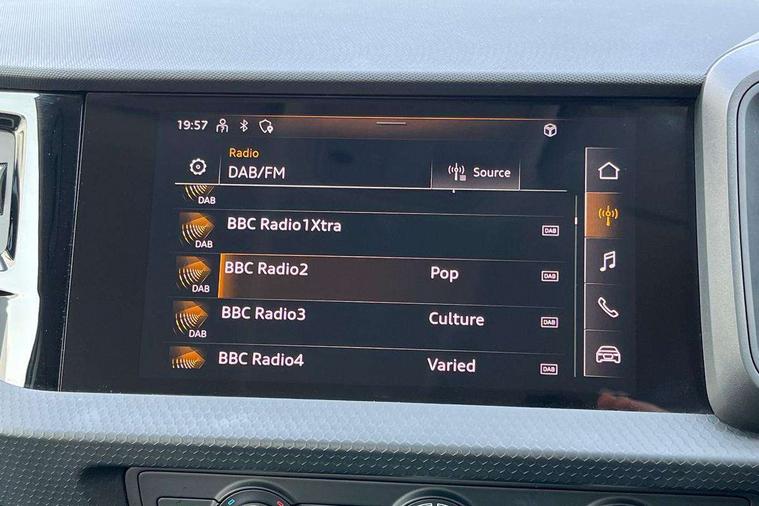 19:57
Radio
DAB/FM
Source
DAB
BBC Radio1Xtra
DAB
DAB
BBC Radio2
Pop
DAB
DAB
BBC Radio3
Culture
DAB
DAB
BBC Radio4
Varied
DAB